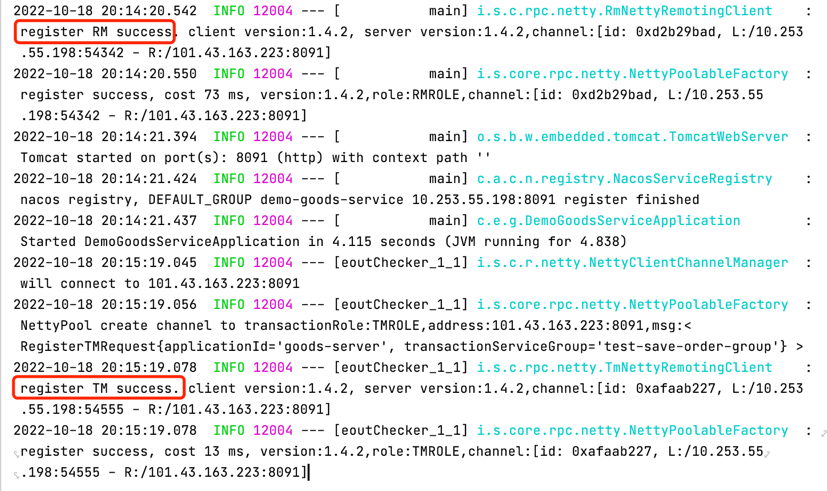 2022-10-18 20:14:20.542  INFO 12004 --- [           main] i.s.c.rpc.netty.RmNettyRemotingClient    :
register RM success. client version:1.4.2, server version:1.4.2,channel:[id: 0xd2b29bad, L:/10.253
.55.198:54342 - R:/101.43.163.223:8091]
2022-10-18 20:14:20.550  INFO 12004 --- [           main] i.s.core.rpc.netty.NettyPoolableFactory  :
register success, cost 73 ms, version:1.4.2,role:RMROLE,channel:[id: 0xd2b29bad, L:/10.253.55
.198:54342 - R:/101.43.163.223:8091]
2022-10-18 20:14:21.394  INFO 12004 --- [           main] o.s.b.w.embedded.tomcat.TomcatWebServer  :
Tomcat started on port(s): 8091 (http) with context path ''
2022-10-18 20:14:21.424  INFO 12004 --- [           main] c.a.c.n.registry.NacosServiceRegistry    :
nacos registry, DEFAULT_GROUP demo-goods-service 10.253.55.198:8091 register finished
2022-10-18 20:14:21.437  INFO 12004 --- [           main] c.e.g.DemoGoodsServiceApplication        :
Started DemoGoodsServiceApplication in 4.115 seconds (JVM running for 4.838)
2022-10-18 20:15:19.045  INFO 12004 --- [eoutChecker_1_1] i.s.c.r.netty.NettyClientChannelManager  :
will connect to 101.43.163.223:8091
2022-10-18 20:15:19.056  INFO 12004 --- [eoutChecker_1_1] i.s.core.rpc.netty.NettyPoolableFactory  :
NettyPool create channel to transactionRole:TMROLE,address:101.43.163.223:8091,msg:<
RegisterTMRequest{applicationId='goods-server', transactionServiceGroup='test-save-order-group'} >
2022-10-18 20:15:19.078  INFO 12004 --- [eoutChecker_1_1] i.s.c.rpc.netty.TmNettyRemotingClient    :
register TM success. client version:1.4.2, server version:1.4.2,channel:[id: 0xafaab227, L:/10.253
.55.198:54555 - R:/101.43.163.223:8091]
2022-10-18 20:15:19.078  INFO 12004 --- [eoutChecker_1_1] i.s.core.rpc.netty.NettyPoolableFactory  :
register success, cost 13 ms, version:1.4.2,role:TMROLE,channel:[id: 0xafaab227, L:/10.253.55
.198:54555 - R:/101.43.163.223:8091]